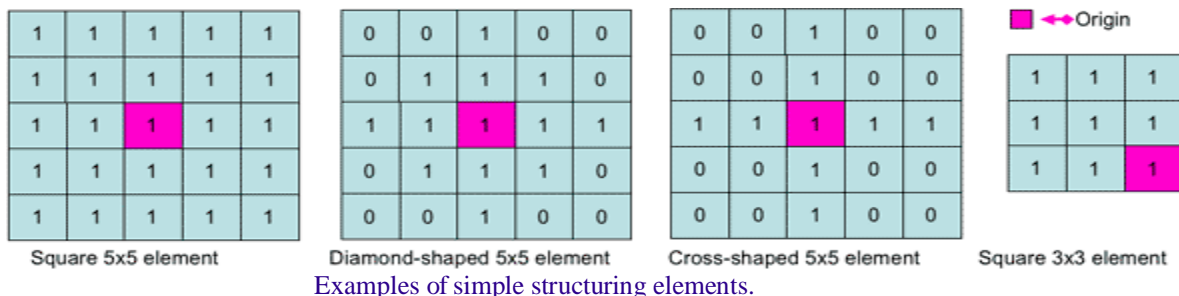 Origin
1 1 1 1 1
1 1 1 1 1
1 1 1 1 1
1 1 1 1 1
1 1 1 1 1
Square 5x5 element
0 0 1 0 0
0 1 1 1 0
1 1 1 1 1
0 1 1 1 0
0 0 1 0 0
Diamond-shaped 5x5 element
0 0 1 0 0
0 0 1 0 0
1 1 1 1 1
0 0 1 0 0
0 0 1 0 0
Cross-shaped 5x5 element
1 1 1
1 1 1
1 1 1
Square 3x3 element
Examples of simple structuring elements.